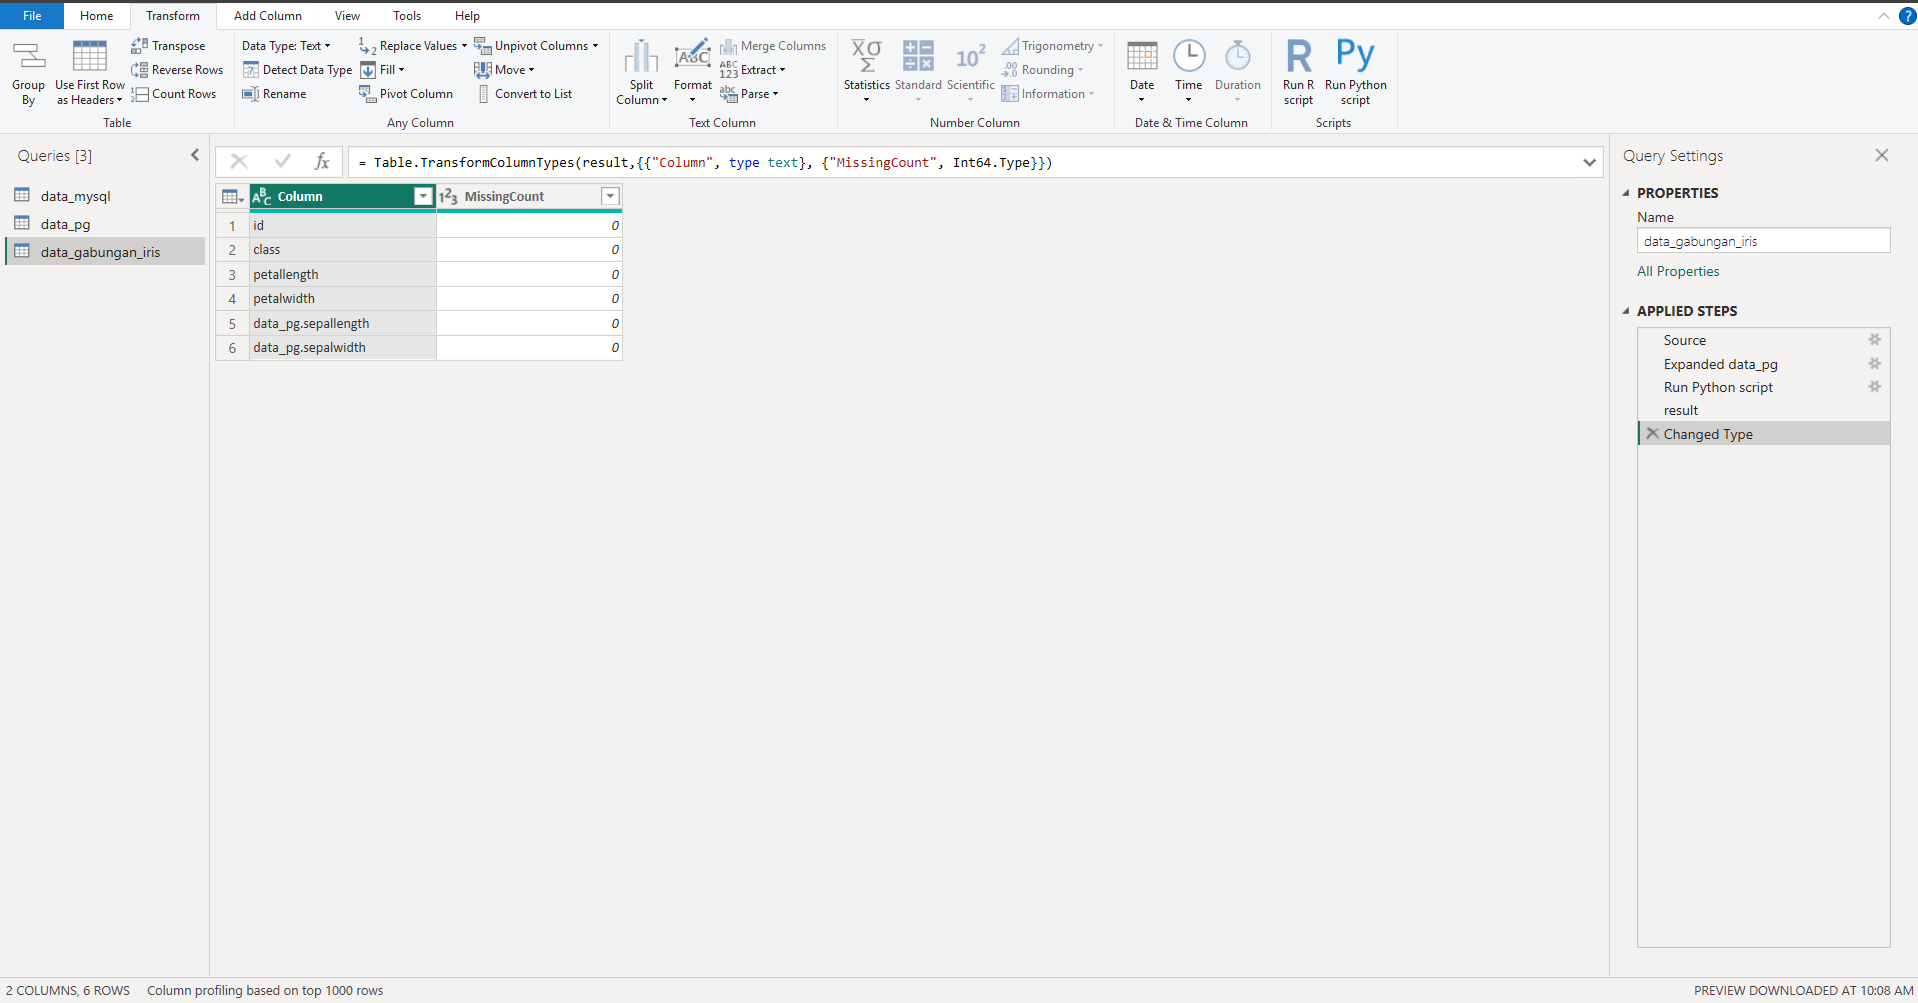 File Home Transform Add Column View Tools Help
?
Group By
Use First Row as Headers
Transpose
Reverse Rows
Count Rows
Table
Data Type: Text
Detect Data Type
Rename
Replace Values
Fill
Pivot Column
Unpivot Columns
Move
Convert to List
Any Column
Split Column
Format
Merge Columns
Extract
Parse
Text Column
Statistics
Standard
Scientific
Trigonometry
Rounding
Information
Number Column
Date
Time
Duration
Date & Time Column
R
Run R script
Py
Run Python script
Scripts
Queries [3]
data_mysql
data_pg
data_gabungan_iris
fx
= Table.TransformColumnTypes(result,{{"Column", type text}, {"MissingCount", Int64.Type}})
ABC Column 123 MissingCount
1 id 0
2 class 0
3 petallength 0
4 petalwidth 0
5 data_pg.sepallength 0
6 data_pg.sepalwidth 0
Query Settings
PROPERTIES
Name
data_gabungan_iris
All Properties
APPLIED STEPS
Source
Expanded data_pg
Run Python script
result
Changed Type
2 COLUMNS, 6 ROWS Column profiling based on top 1000 rows
PREVIEW DOWNLOADED AT 10:08 AM